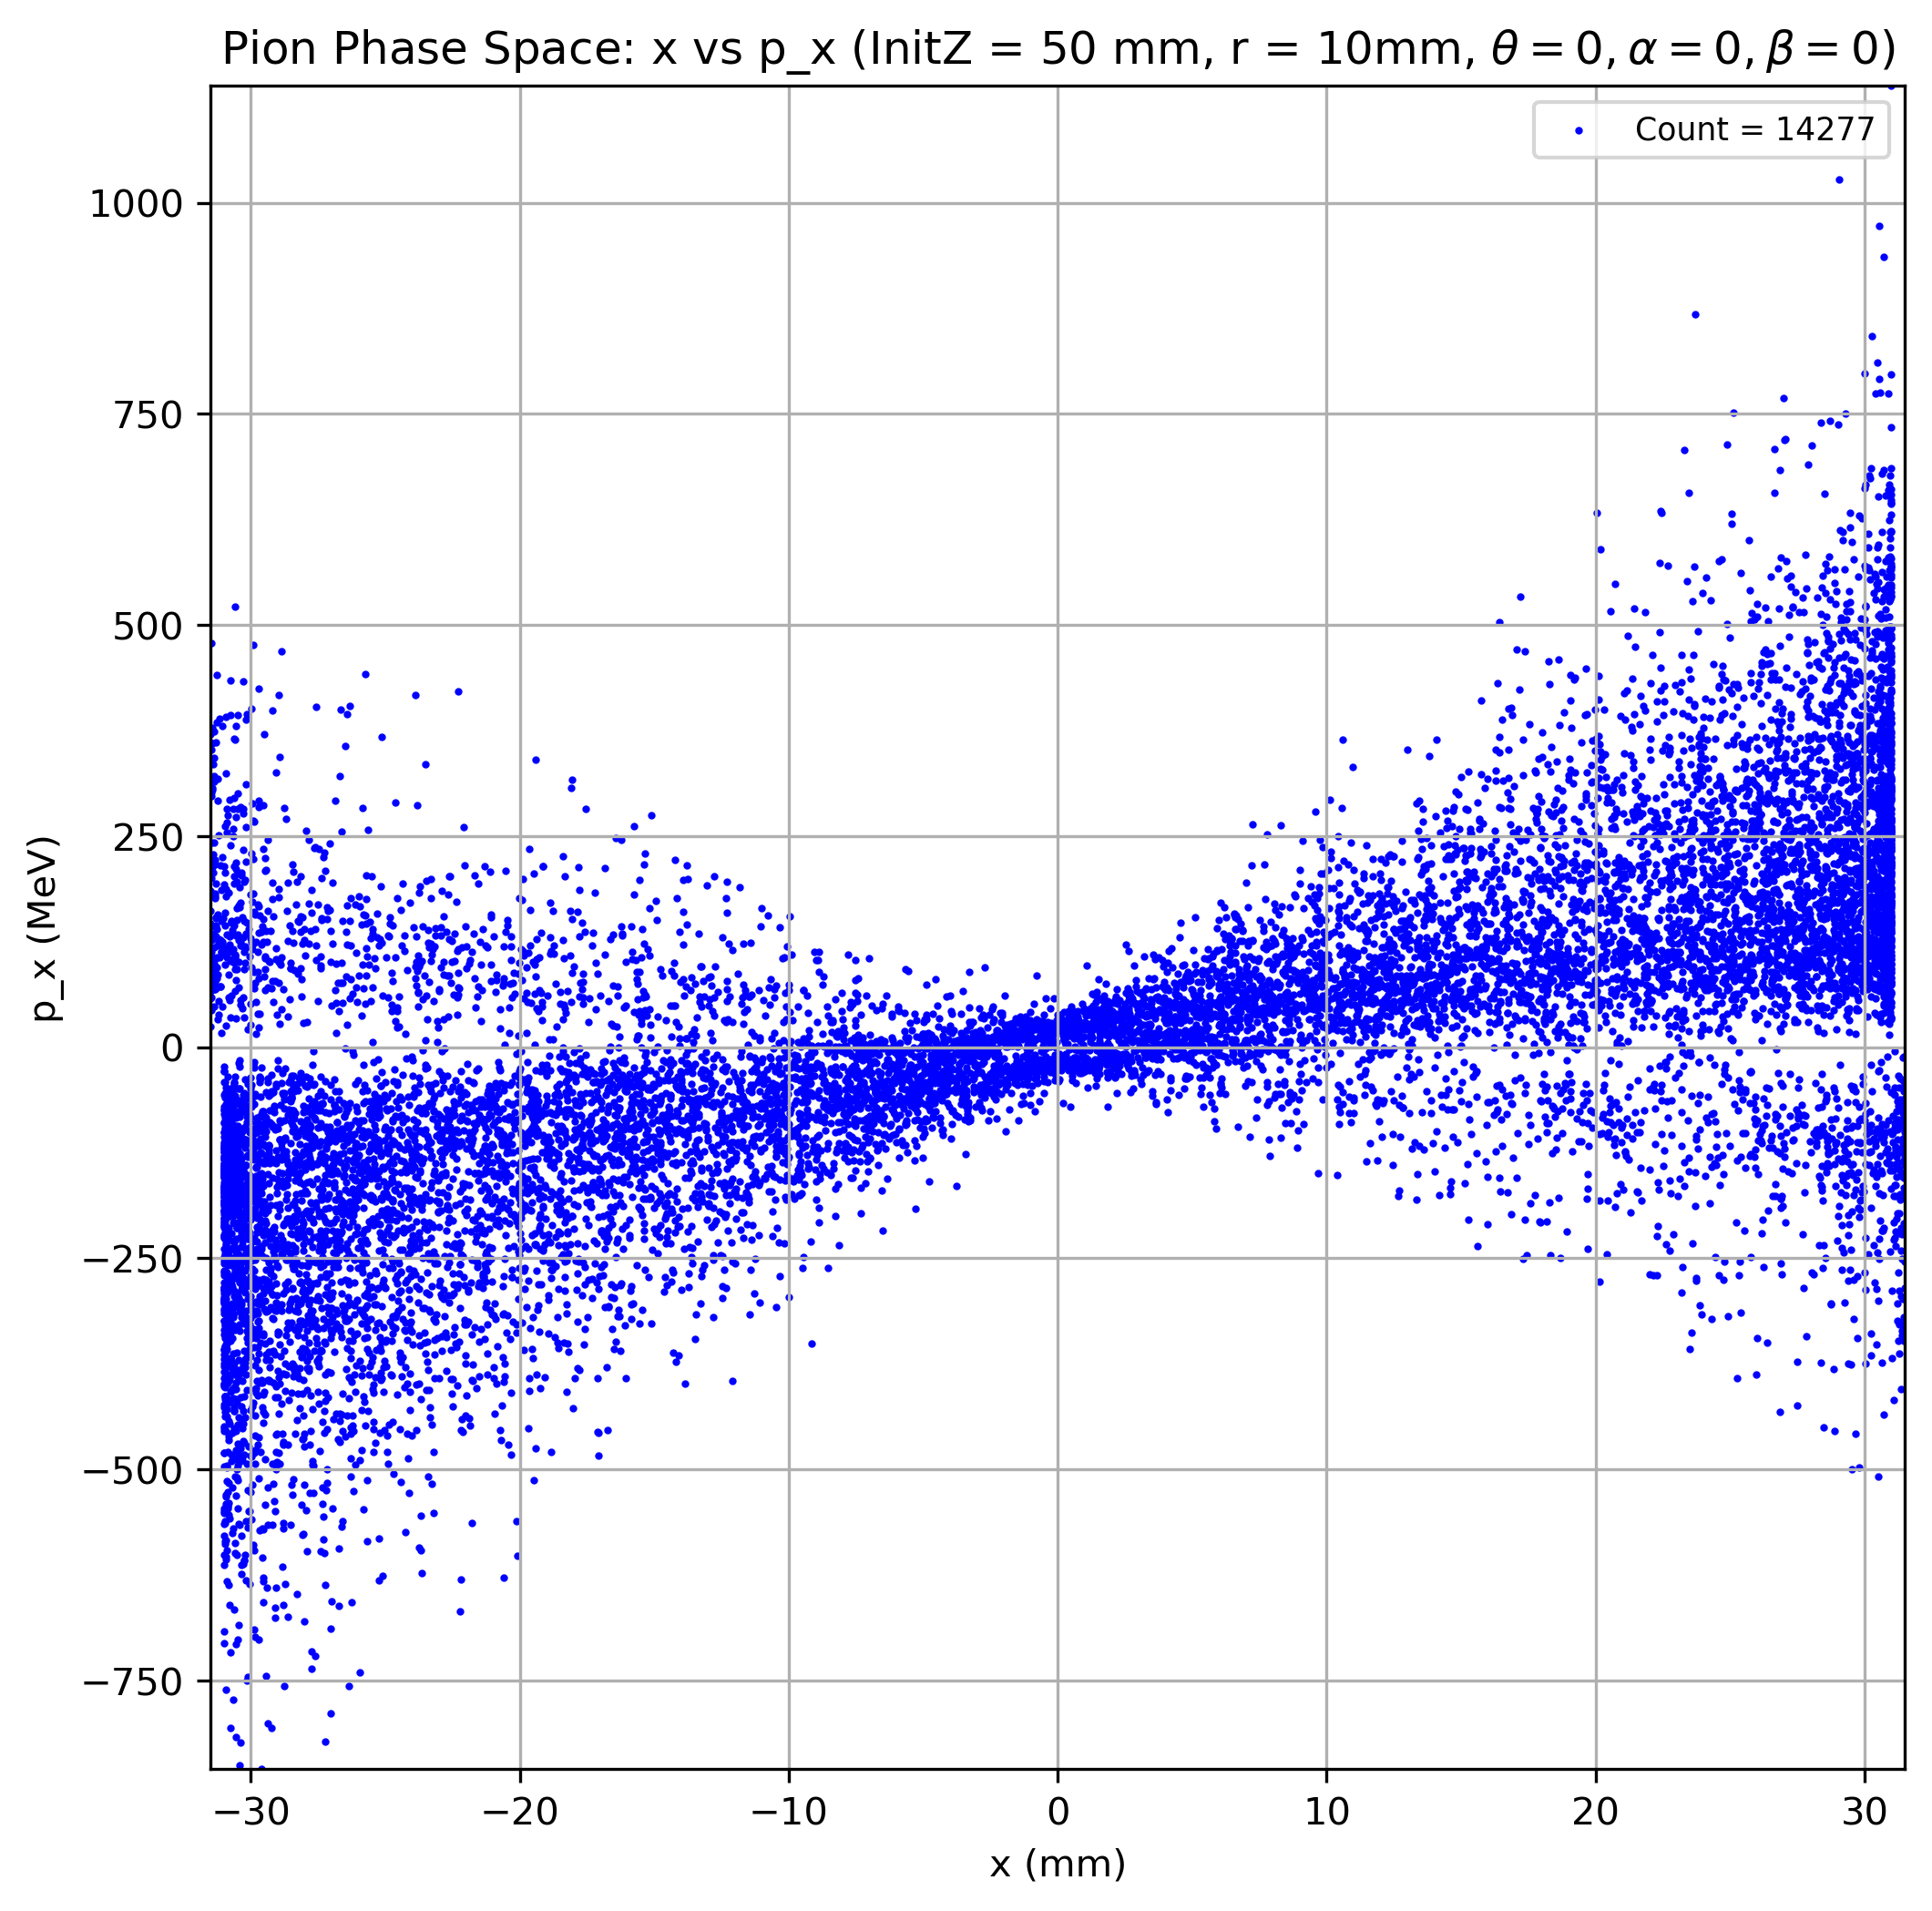 Pion Phase Space: x vs p_x (InitZ = 50 mm, r = 10mm, θ = 0, α = 0, β = 0)
Count = 14277
1000
750
500
250
0
−250
−500
−750
p_x (MeV)
−30 −20 −10 0 10 20 30
x (mm)